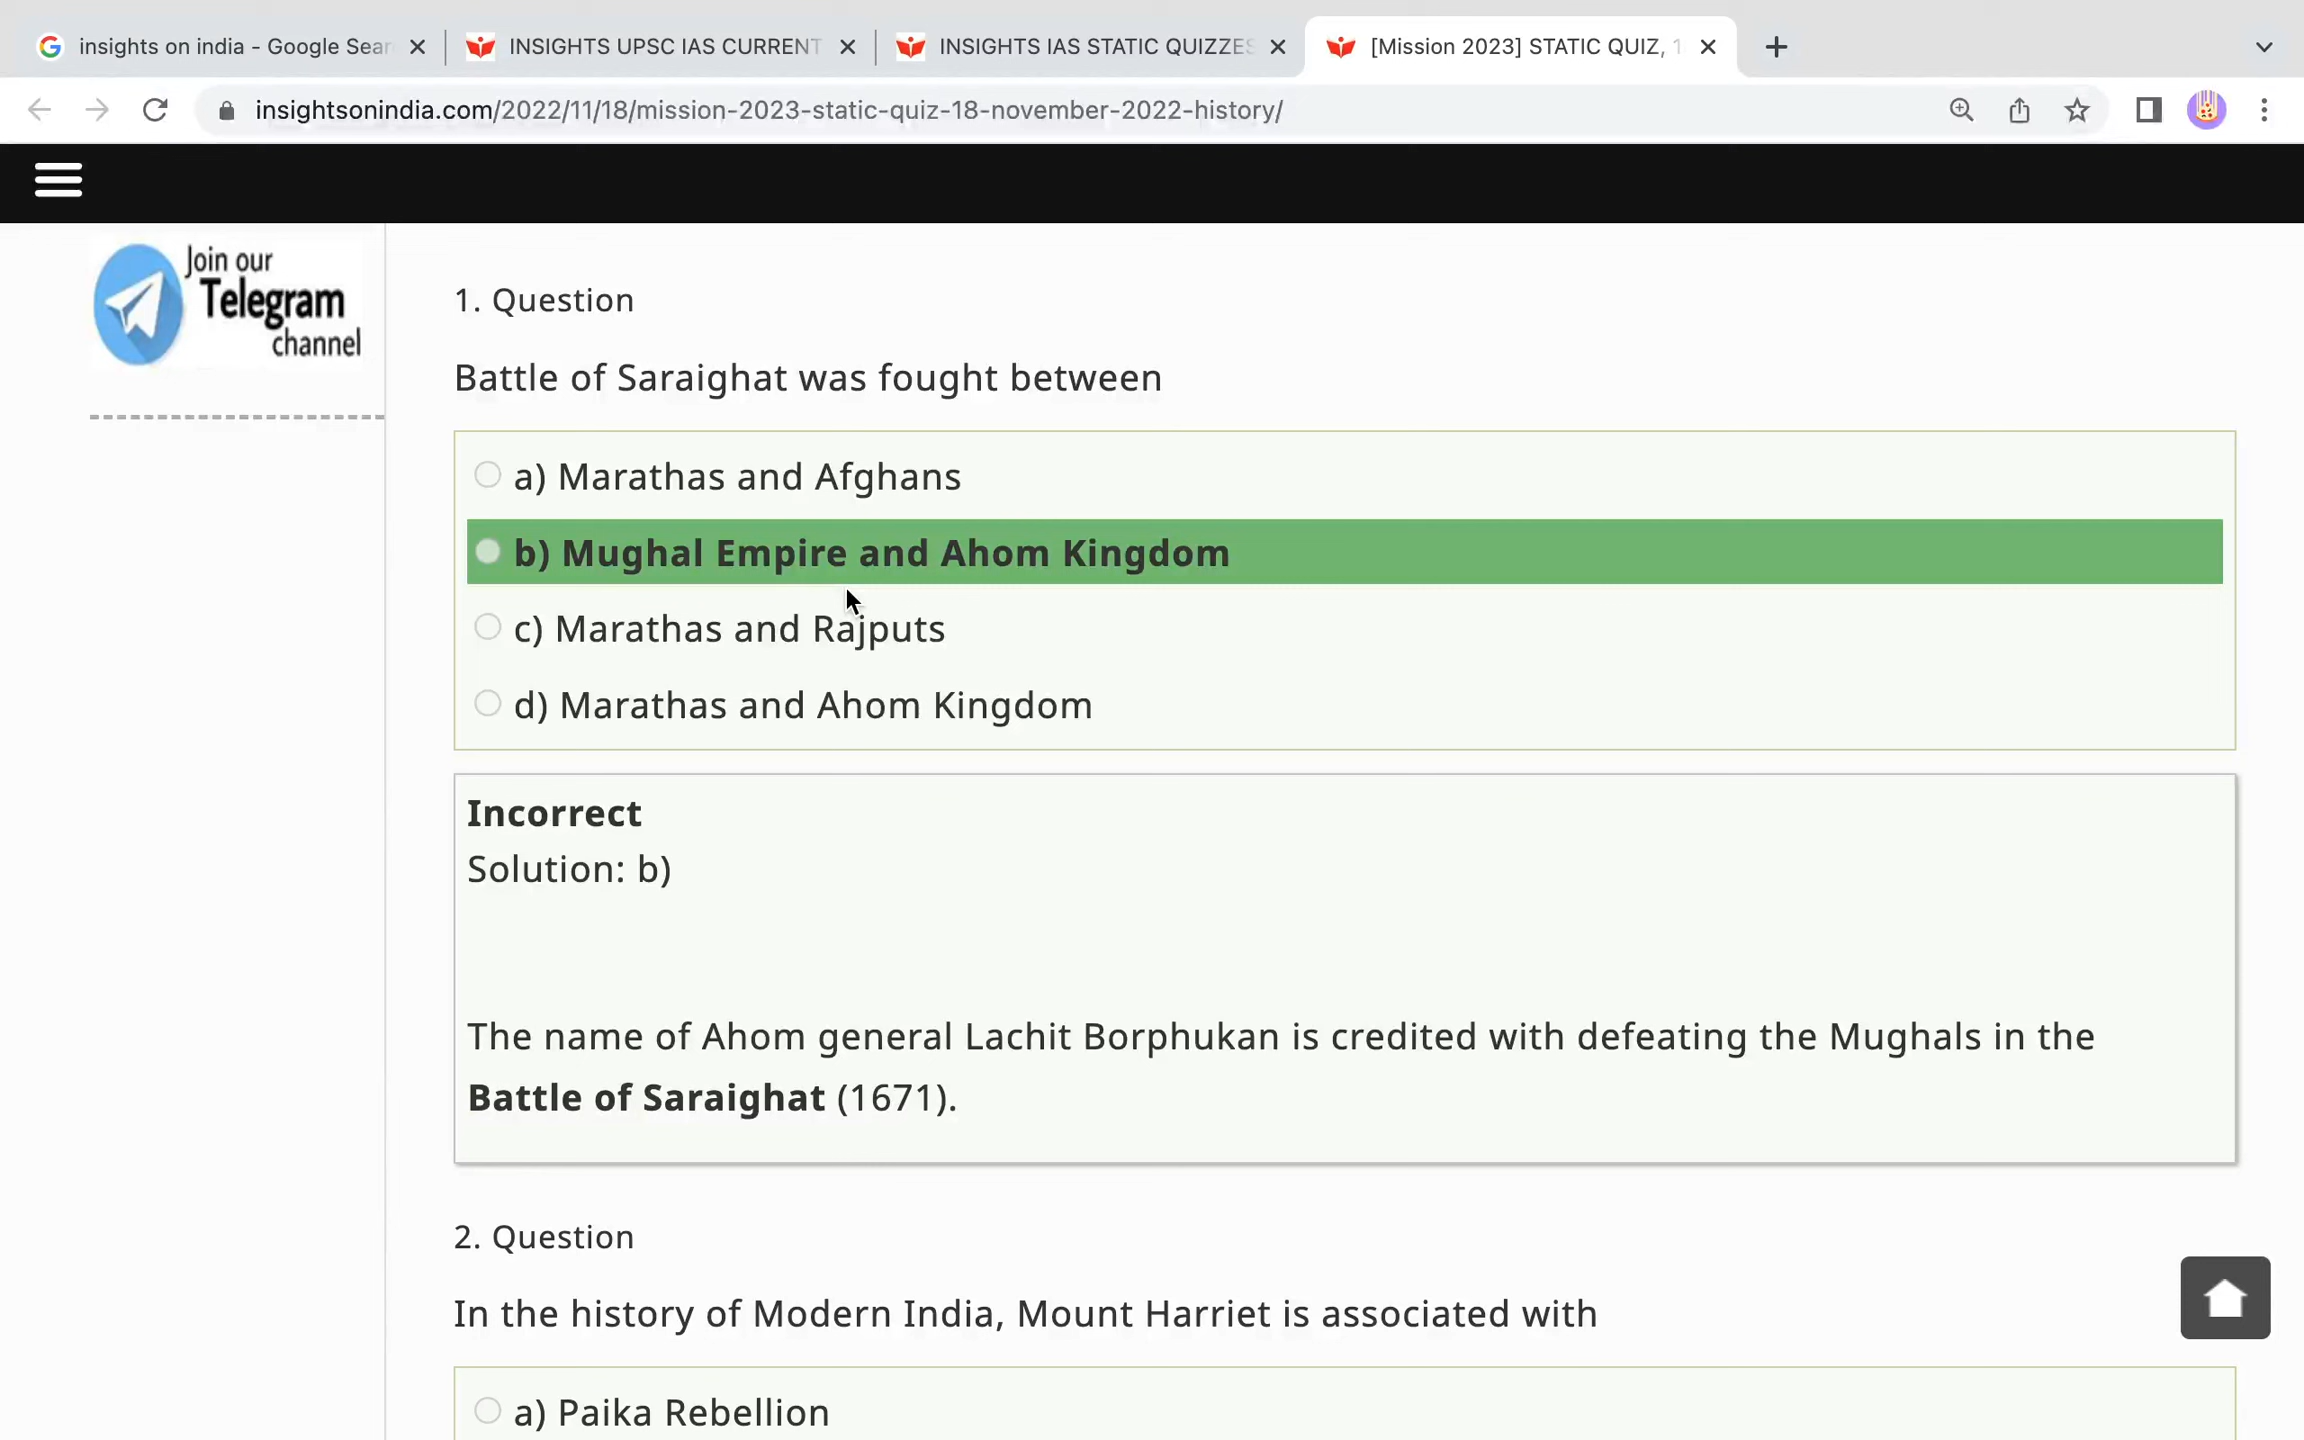 insights on india - Google Sear
INSIGHTS UPSC IAS CURRENT
INSIGHTS IAS STATIC QUIZZES
[Mission 2023] STATIC QUIZ, 1
insightsonindia.com/2022/11/18/mission-2023-static-quiz-18-november-2022-history/
Join our
Telegram
channel
1. Question
Battle of Saraighat was fought between
a) Marathas and Afghans
b) Mughal Empire and Ahom Kingdom
c) Marathas and Rajputs
d) Marathas and Ahom Kingdom
Incorrect
Solution: b)
The name of Ahom general Lachit Borphukan is credited with defeating the Mughals in the
Battle of Saraighat (1671).
2. Question
In the history of Modern India, Mount Harriet is associated with
a) Paika Rebellion